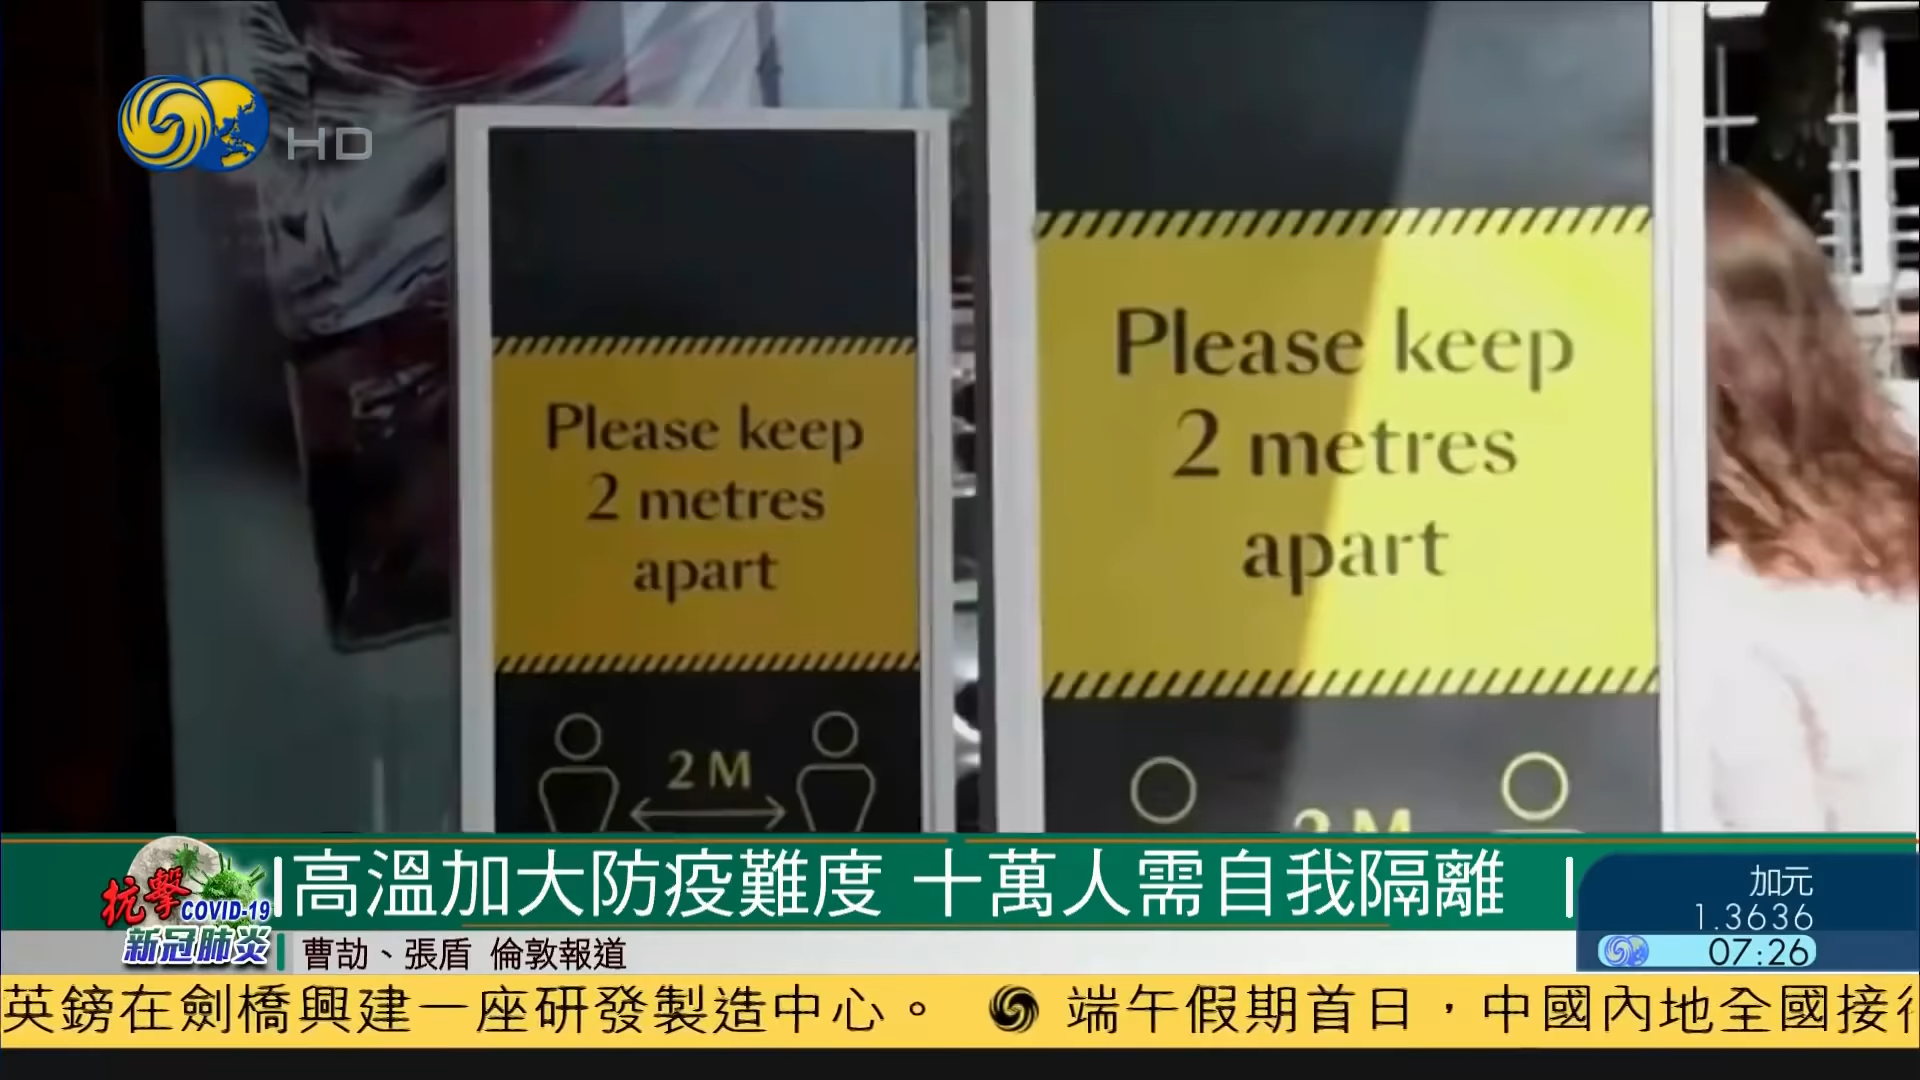 HD
Please keep
2 metres
apart
2 M
Please keep
2 metres
apart
2 M
抗擊
COVID-19
新冠肺炎
高溫加大防疫難度 十萬人需自我隔離
曹劼、張盾 倫敦報道
加元
1.3636
07:26
英鎊在劍橋興建一座研發製造中心。 端午假期首日，中國內地全國接待